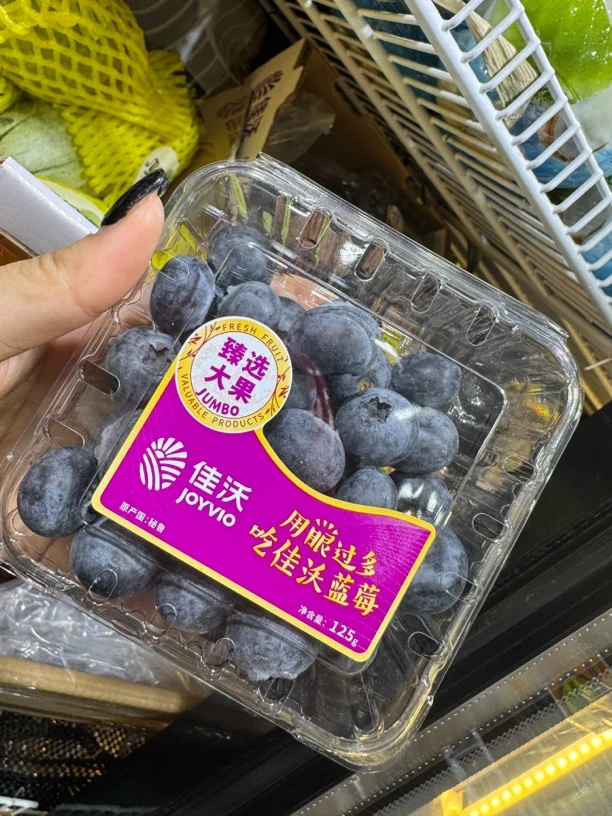 FRESH FRUIT
臻选
大果
JUMBO
VALUABLE PRODUCTS
佳沃
JOYVIO
原产国:秘鲁
用眼过多
吃佳沃蓝莓
净含量: 125g